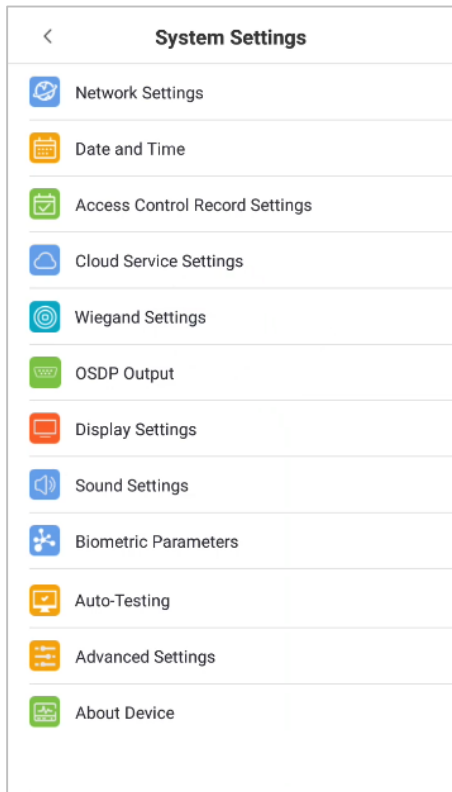 System Settings
Network Settings
Date and Time
Access Control Record Settings
Cloud Service Settings
Wiegand Settings
OSDP Output
Display Settings
Sound Settings
Biometric Parameters
Auto-Testing
Advanced Settings
About Device